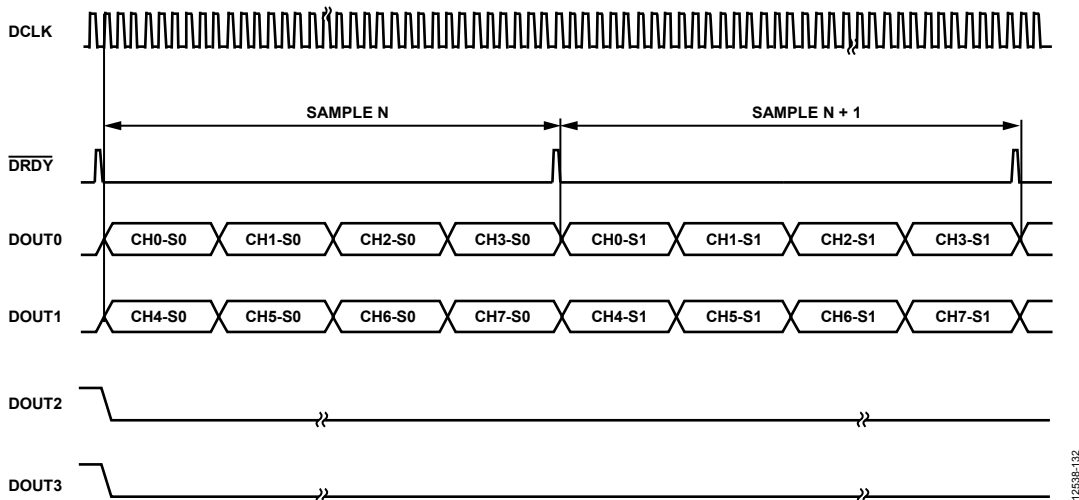 DCLK
SAMPLE N SAMPLE N + 1
DRDY
DOUT0 CH0-S0 CH1-S0 CH2-S0 CH3-S0 CH0-S1 CH1-S1 CH2-S1 CH3-S1
DOUT1 CH4-S0 CH5-S0 CH6-S0 CH7-S0 CH4-S1 CH5-S1 CH6-S1 CH7-S1
DOUT2
DOUT3
12538-132